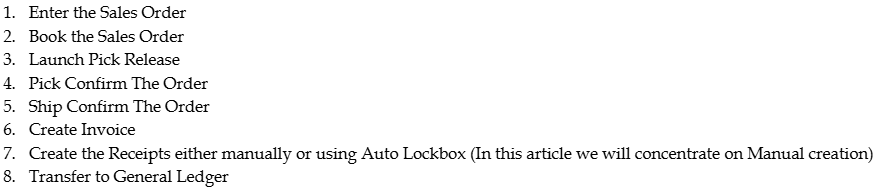 1. Enter the Sales Order
2. Book the Sales Order
3. Launch Pick Release
4. Pick Confirm The Order
5. Ship Confirm The Order
6. Create Invoice
7. Create the Receipts either manually or using Auto Lockbox (In this article we will concentrate on Manual creation)
8. Transfer to General Ledger